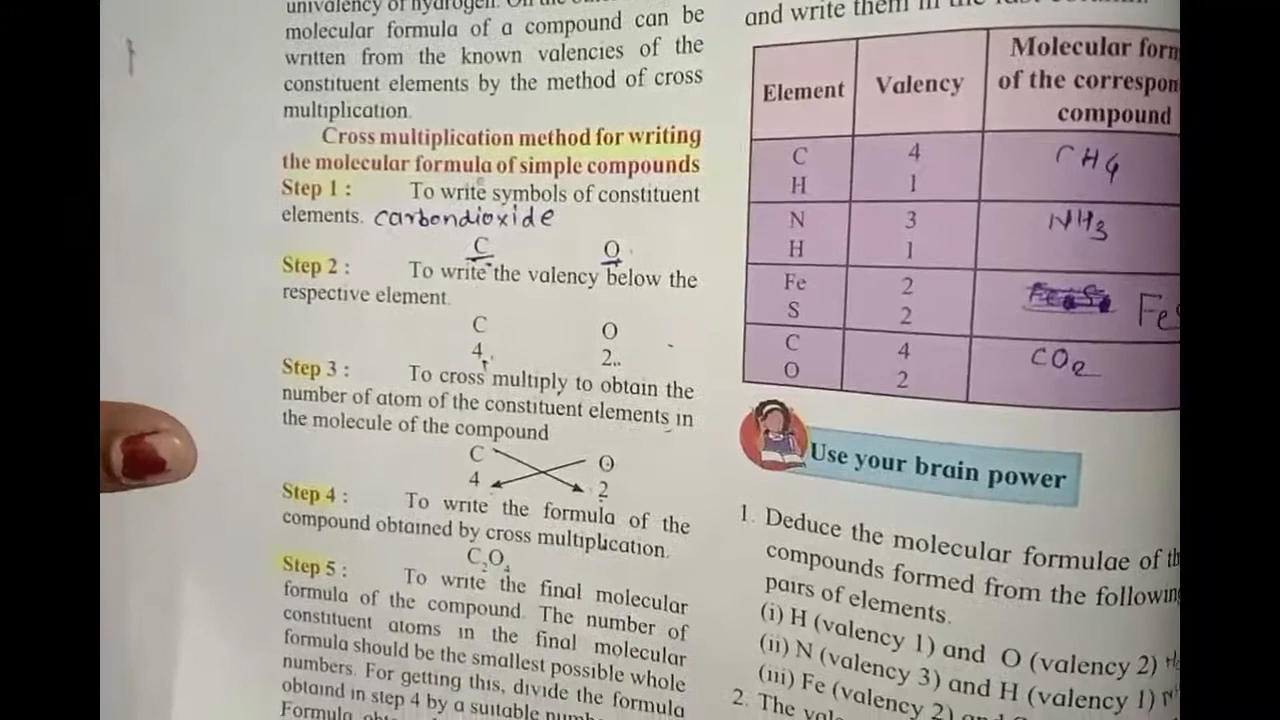 univalency of hydrogen. On the
molecular formula of a compound can be
written from the known valencies of the
constituent elements by the method of cross
multiplication.
Cross multiplication method for writing
the molecular formula of simple compounds
Step 1 : To write symbols of constituent
elements. carbondioxide
C O
Step 2 : To write the valency below the
respective element.
C O
4 2
Step 3 : To cross multiply to obtain the
number of atom of the constituent elements in
the molecule of the compound
C O
4 2
Step 4 : To write the formula of the
compound obtained by cross multiplication.
C₂O₄
Step 5 : To write the final molecular
formula of the compound. The number of
constituent atoms in the final molecular
formula should be the smallest possible whole
numbers. For getting this, divide the formula
obtaind in step 4 by a suitable
Formula
and write them in the
Element Valency Molecular
of the
compound
C 4 CH4
H 1
N 3 NH3
H 1
Fe 2
S 2
C 4 CO2
O 2
Use your brain power
1. Deduce the molecular formulae of
compounds formed from the following
pairs of elements.
(i) H (valency 1) and O (valency 2)
(ii) N (valency 3) and H (valency 1)
(iii) Fe (valency 2) and
2. The